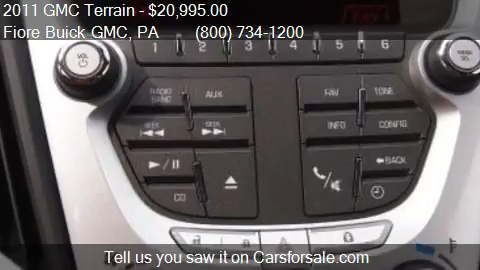 2011 GMC Terrain - $20,995.00
Fiore Buick GMC, PA (800) 734-1200
1 2 3 4 5 6
RADIO BAND AUX FAV TONE
SEEK SEEK INFO CONFIG
BACK
CD
Tell us you saw it on Carsforsale.com